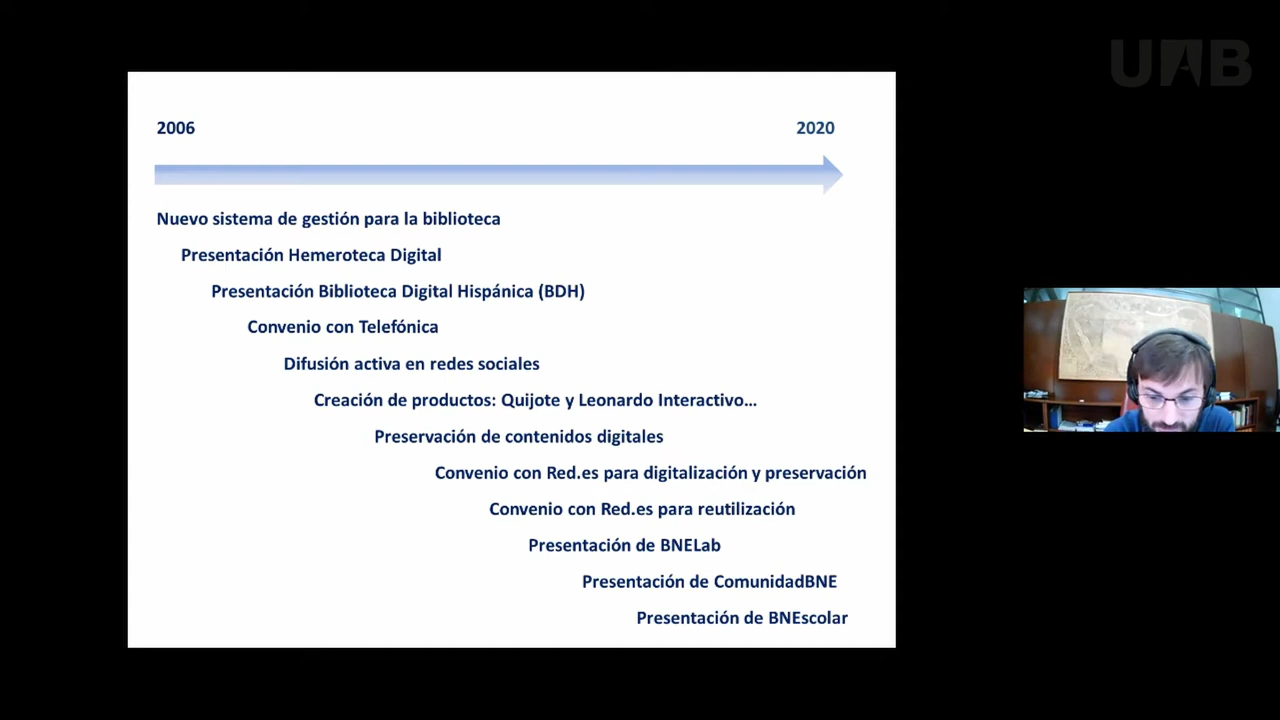 UAB
2006
2020
Nuevo sistema de gestión para la biblioteca
Presentación Hemeroteca Digital
Presentación Biblioteca Digital Hispánica (BDH)
Convenio con Telefónica
Difusión activa en redes sociales
Creación de productos: Quijote y Leonardo Interactivo…
Preservación de contenidos digitales
Convenio con Red.es para digitalización y preservación
Convenio con Red.es para reutilización
Presentación de BNELab
Presentación de ComunidadBNE
Presentación de BNEscolar